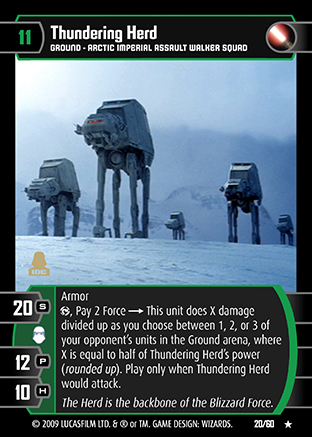 11
Thundering Herd
GROUND - ARCTIC IMPERIAL ASSAULT WALKER SQUAD
IDC
20 S
12 P
10 H
Armor
, Pay 2 Force → This unit does X damage
divided up as you choose between 1, 2, or 3 of
your opponent's units in the Ground arena, where
X is equal to half of Thundering Herd's power
(rounded up). Play only when Thundering Herd
would attack.
The Herd is the backbone of the Blizzard Force.
© 2009 LUCASFILM LTD. & ® or TM. GAME DESIGN: WIZARDS.
20/60 ★